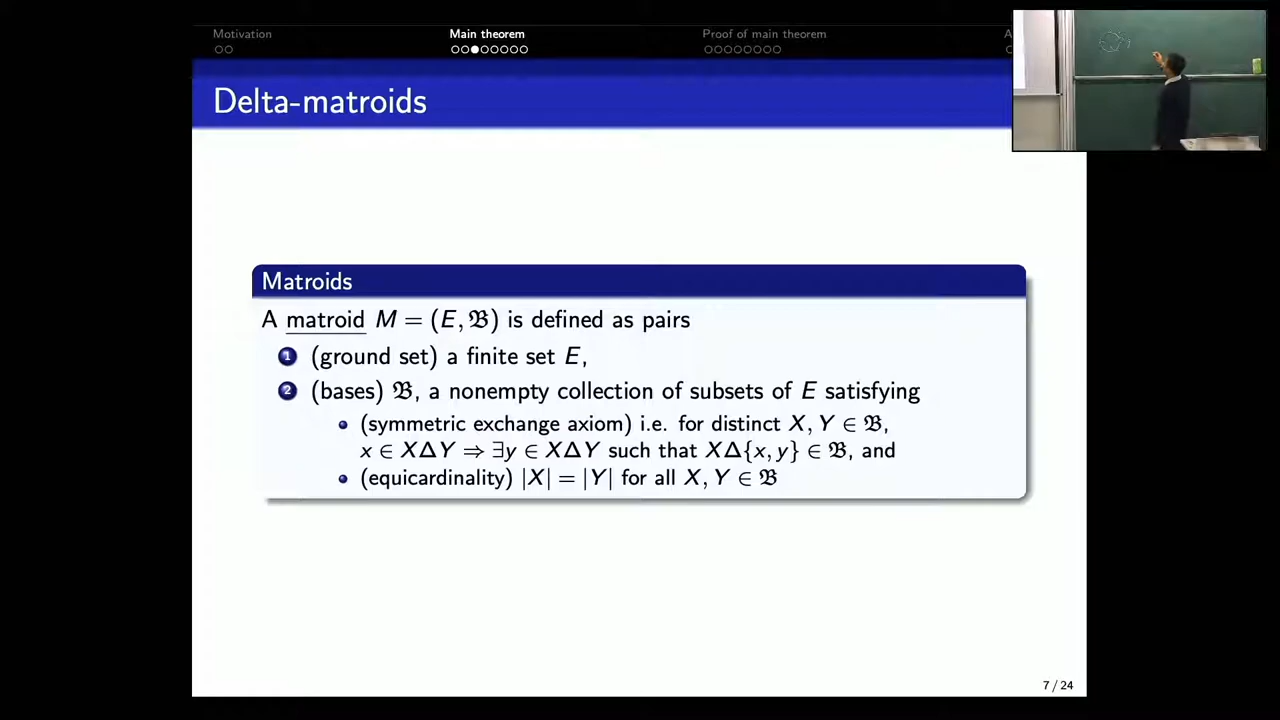 Motivation
Main theorem
Proof of main theorem
A
Delta-matroids
Matroids
A matroid M = (E, 𝔅) is defined as pairs
1 (ground set) a finite set E,
2 (bases) 𝔅, a nonempty collection of subsets of E satisfying
• (symmetric exchange axiom) i.e. for distinct X, Y ∈ 𝔅,
x ∈ XΔY ⇒ ∃y ∈ XΔY such that XΔ{x, y} ∈ 𝔅, and
• (equicardinality) |X| = |Y| for all X, Y ∈ 𝔅
7 / 24